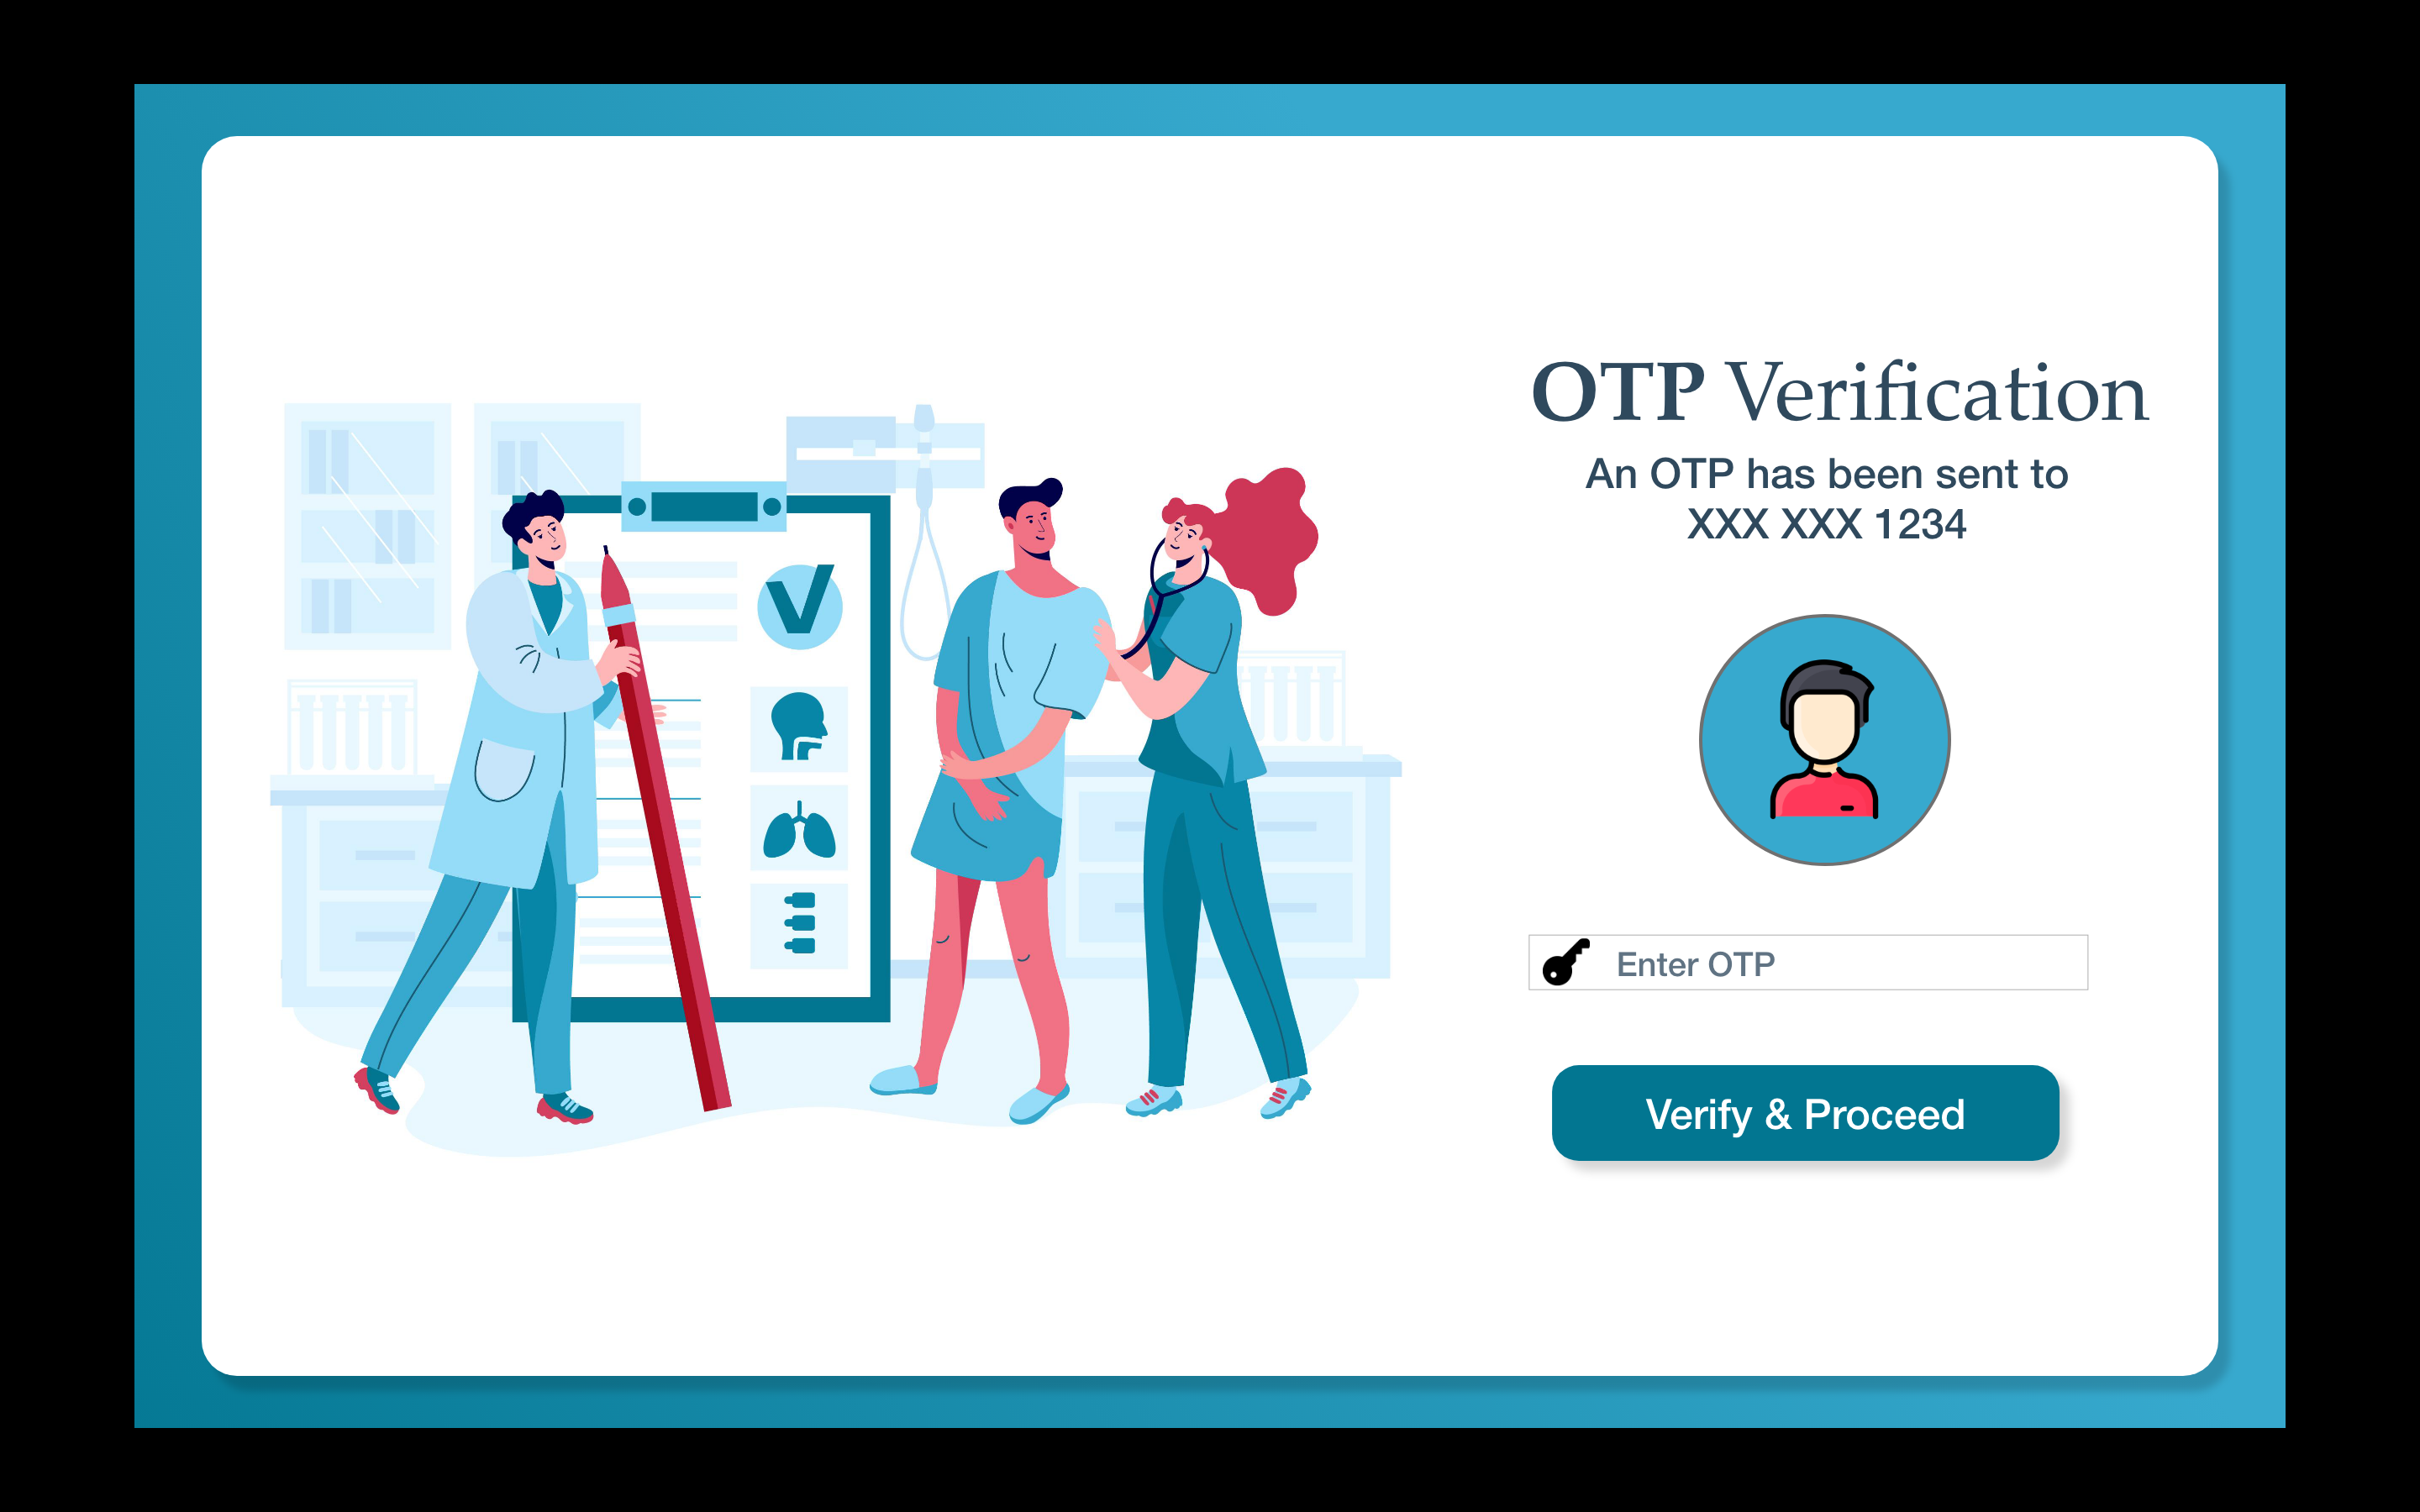 OTP Verification
An OTP has been sent to
XXX XXX 1234
Enter OTP
Verify & Proceed